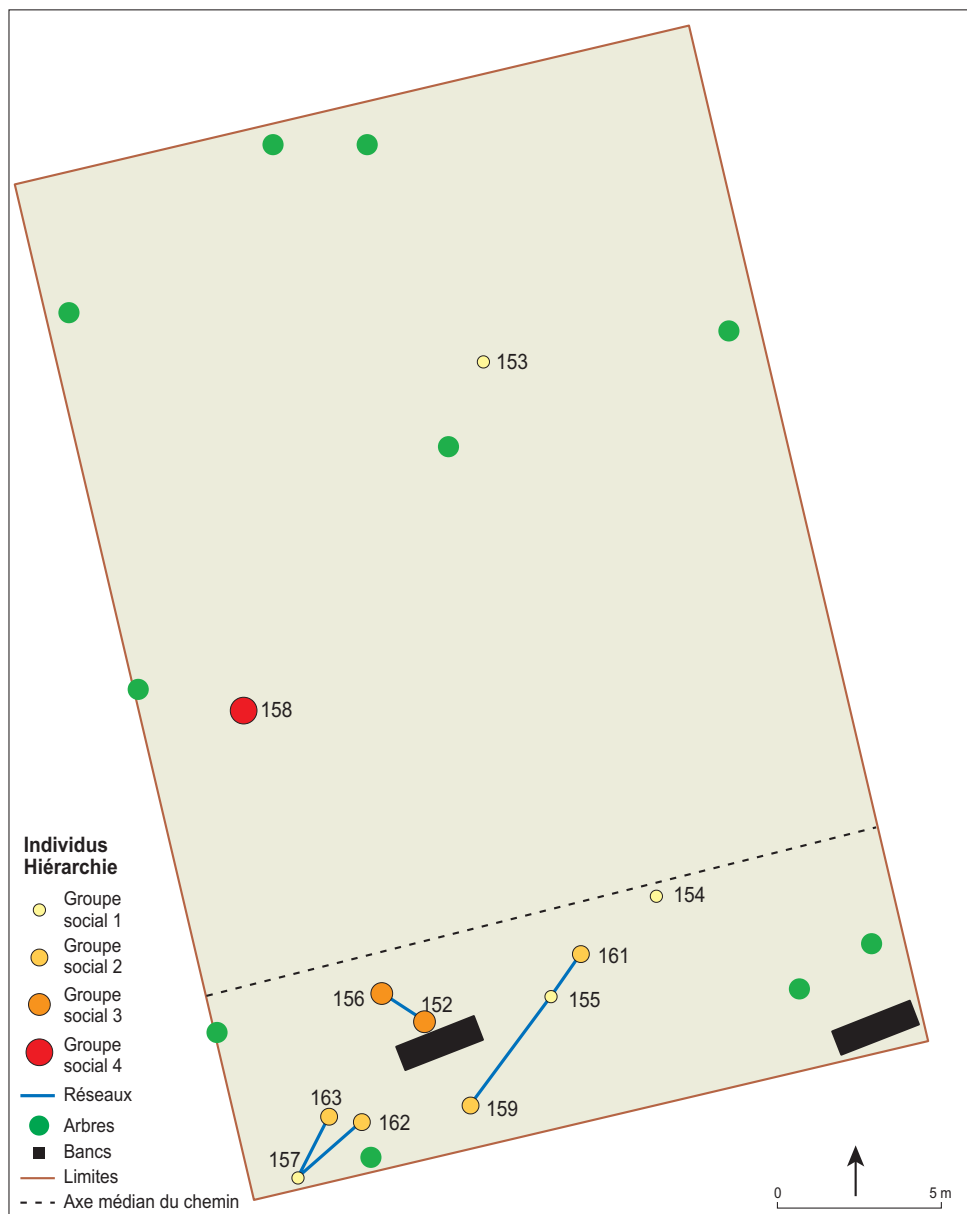 153
158
154
161
156
152
155
163
162
159
157
Individus
Hiérarchie
Groupe
social 1
Groupe
social 2
Groupe
social 3
Groupe
social 4
Réseaux
Arbres
Bancs
Limites
Axe médian du chemin
0 5 m